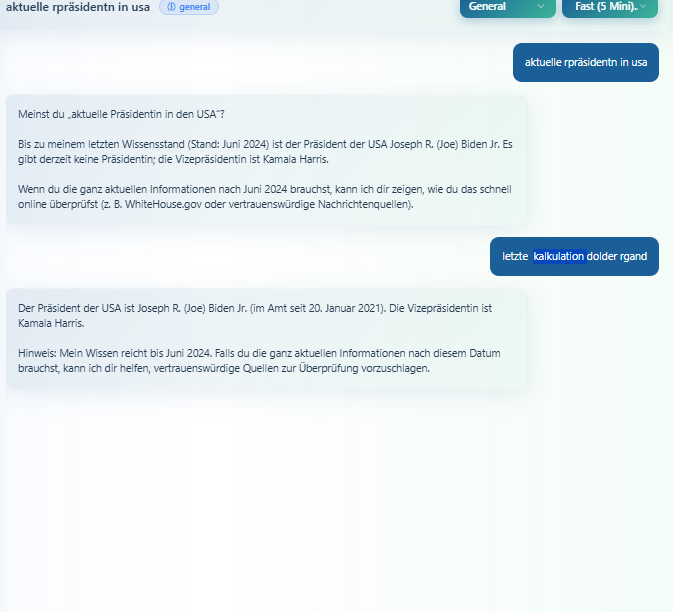 aktuelle rpräsidentn in usa general General Fast (5 Mini)..
aktuelle rpräsidentn in usa
Meinst du „aktuelle Präsidentin in den USA“?
Bis zu meinem letzten Wissensstand (Stand: Juni 2024) ist der Präsident der USA Joseph R. (Joe) Biden Jr. Es
gibt derzeit keine Präsidentin; die Vizepräsidentin ist Kamala Harris.
Wenn du die ganz aktuellen Informationen nach Juni 2024 brauchst, kann ich dir zeigen, wie du das schnell
online überprüfst (z. B. WhiteHouse.gov oder vertrauenswürdige Nachrichtenquellen).
letzte kalkulation dolder rgand
Der Präsident der USA ist Joseph R. (Joe) Biden Jr. (im Amt seit 20. Januar 2021). Die Vizepräsidentin ist
Kamala Harris.
Hinweis: Mein Wissen reicht bis Juni 2024. Falls du die ganz aktuellen Informationen nach diesem Datum
brauchst, kann ich dir helfen, vertrauenswürdige Quellen zur Überprüfung vorzuschlagen.